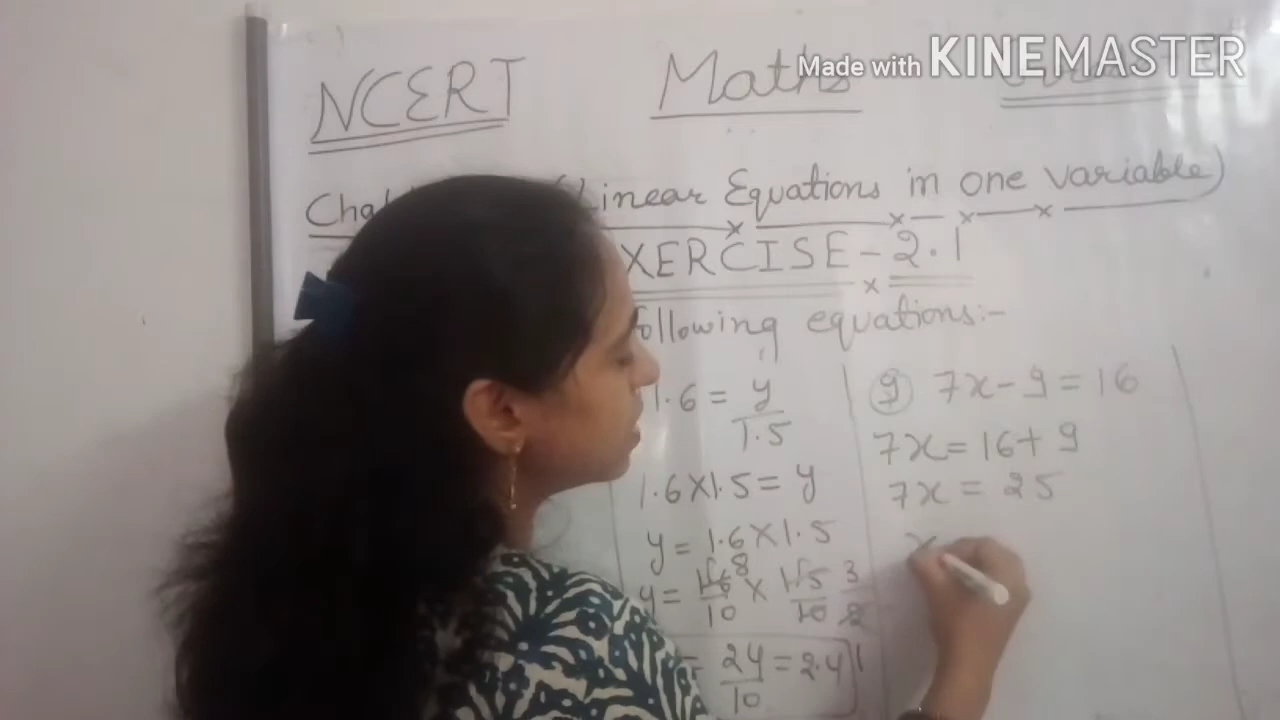 Made with KINEMASTER
NCERT Maths
Linear Equations in one variable)
XERCISE - 2.1
following equations:-
1.6 = y/1.5
1.6 X 1.5 = y
y = 1.6 X 1.5
y = 16/10 8 X 15/10 3/2
= 24/10 = 2.4
9 7x - 9 = 16
7x = 16 + 9
7x = 25
x